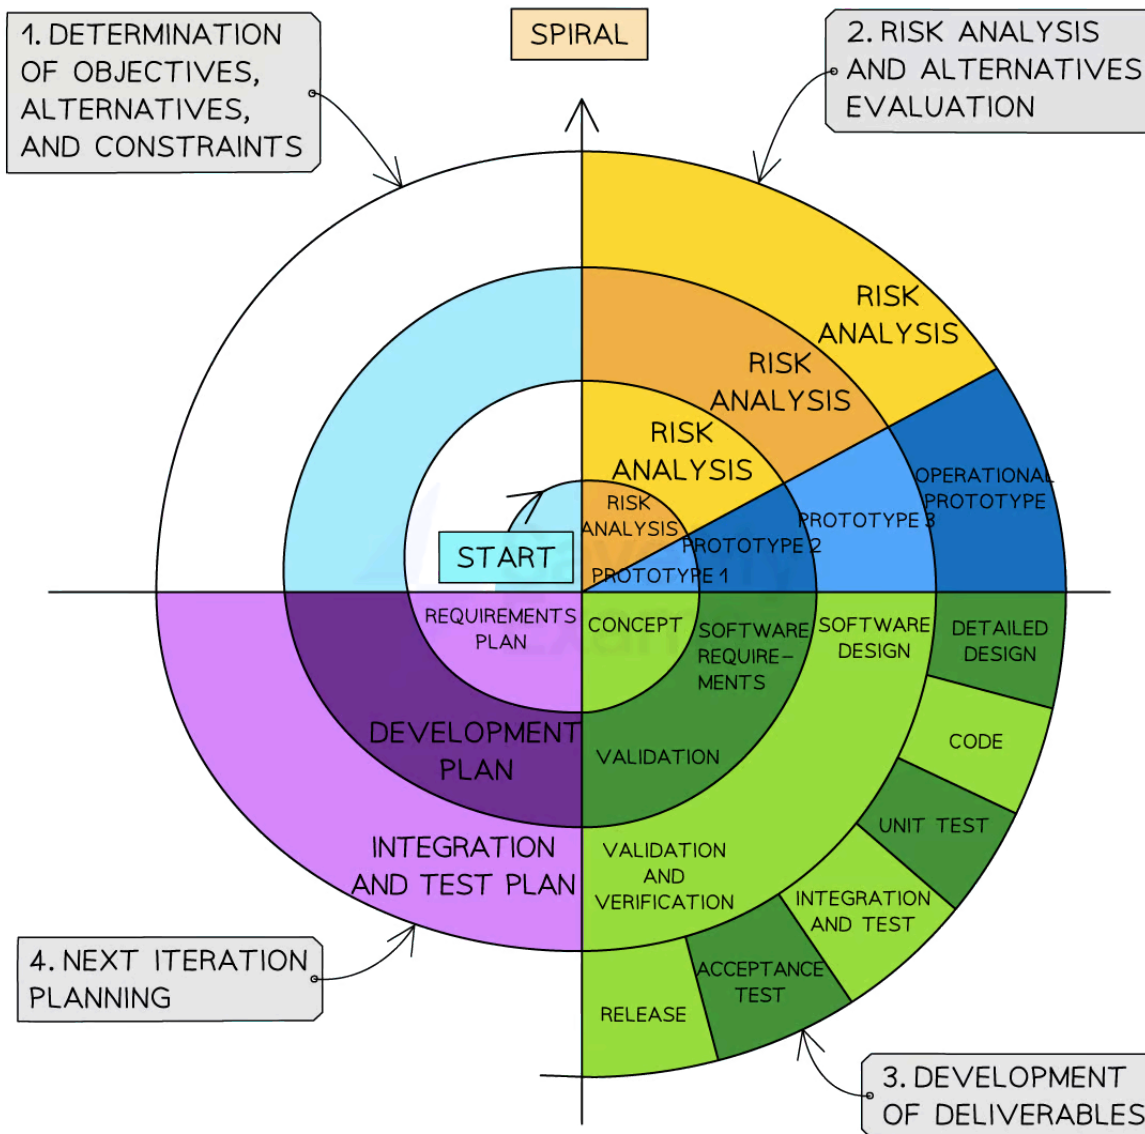 SPIRAL
1. DETERMINATION
OF OBJECTIVES,
ALTERNATIVES,
AND CONSTRAINTS
2. RISK ANALYSIS
AND ALTERNATIVES
EVALUATION
RISK
ANALYSIS
RISK
ANALYSIS
RISK
ANALYSIS
RISK
ANALYSIS
START
PROTOTYPE 1
PROTOTYPE 2
PROTOTYPE 3
OPERATIONAL
PROTOTYPE
REQUIREMENTS
PLAN
CONCEPT
SOFTWARE
REQUIRE-
MENTS
SOFTWARE
DESIGN
DETAILED
DESIGN
CODE
DEVELOPMENT
PLAN
VALIDATION
UNIT TEST
INTEGRATION
AND TEST PLAN
VALIDATION
AND
VERIFICATION
INTEGRATION
AND TEST
ACCEPTANCE
TEST
RELEASE
4. NEXT ITERATION
PLANNING
3. DEVELOPMENT
OF DELIVERABLES